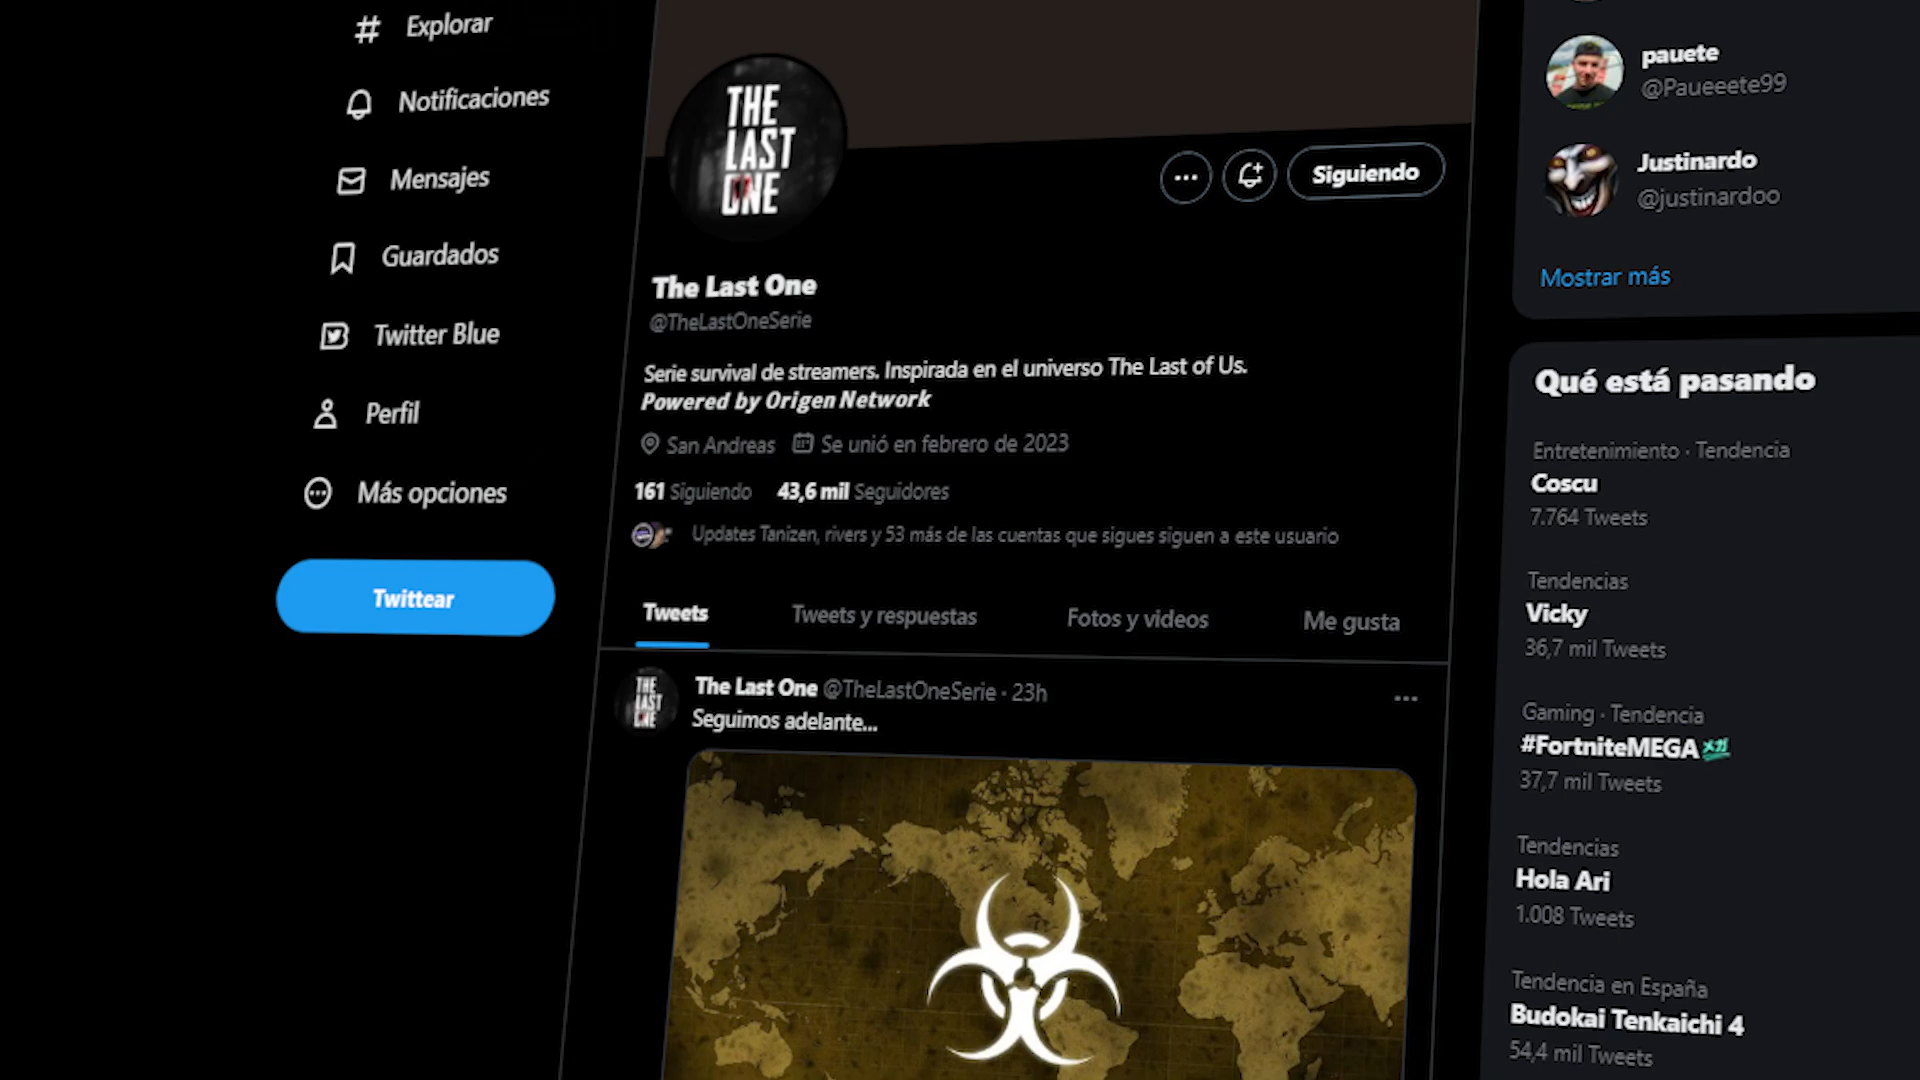 Explorar
Notificaciones
Mensajes
Guardados
Twitter Blue
Perfil
Más opciones
Twittear
THE
LAST
ONE
Siguiendo
The Last One
@TheLastOneSerie
Serie survival de streamers. Inspirada en el universo The Last of Us.
Powered by Origen Network
San Andreas Se unió en febrero de 2023
161 Siguiendo 43,6 mil Seguidores
Updates Tanizen, rivers y 53 más de las cuentas que sigues siguen a este usuario
Tweets Tweets y respuestas Fotos y videos Me gusta
THE
LAST
ONE
The Last One @TheLastOneSerie · 23h
Seguimos adelante...
pauete
@Paueeete99
Justinardo
@justinardoo
Mostrar más
Qué está pasando
Entretenimiento · Tendencia
Coscu
7.764 Tweets
Tendencias
Vicky
36,7 mil Tweets
Gaming · Tendencia
#FortniteMEGA メガ
37,7 mil Tweets
Tendencias
Hola Ari
1.008 Tweets
Tendencia en España
Budokai Tenkaichi 4
54,4 mil Tweets